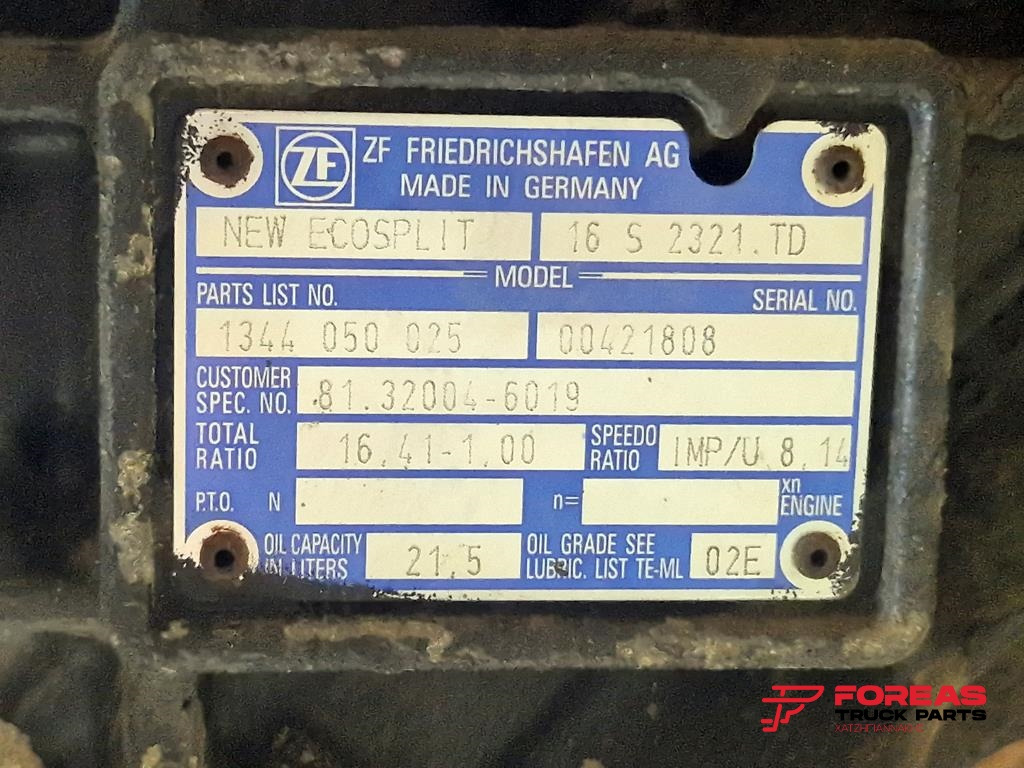 ZF
ZF FRIEDRICHSHAFEN AG
MADE IN GERMANY
NEW ECOSPLIT 16 S 2321.TD
MODEL
PARTS LIST NO. SERIAL NO.
1344 050 025 00421808
CUSTOMER
SPEC. NO. 81.32004-6019
TOTAL
RATIO 16,41-1,00 SPEEDO
RATIO IMP/U 8,14
P.T.O. N n= xn
ENGINE
OIL CAPACITY
IN LITERS 21,5 OIL GRADE SEE
LUBRIC. LIST TE-ML 02E
FOREAS
TRUCK PARTS